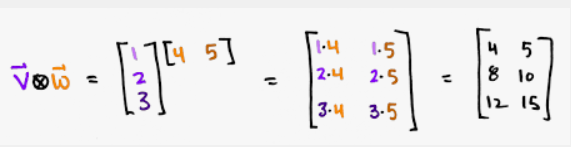 v⃗⊗w⃗ = [1 2 3] [4 5] = [1·4 1·5 2·4 2·5 3·4 3·5] = [4 5 8 10 12 15]